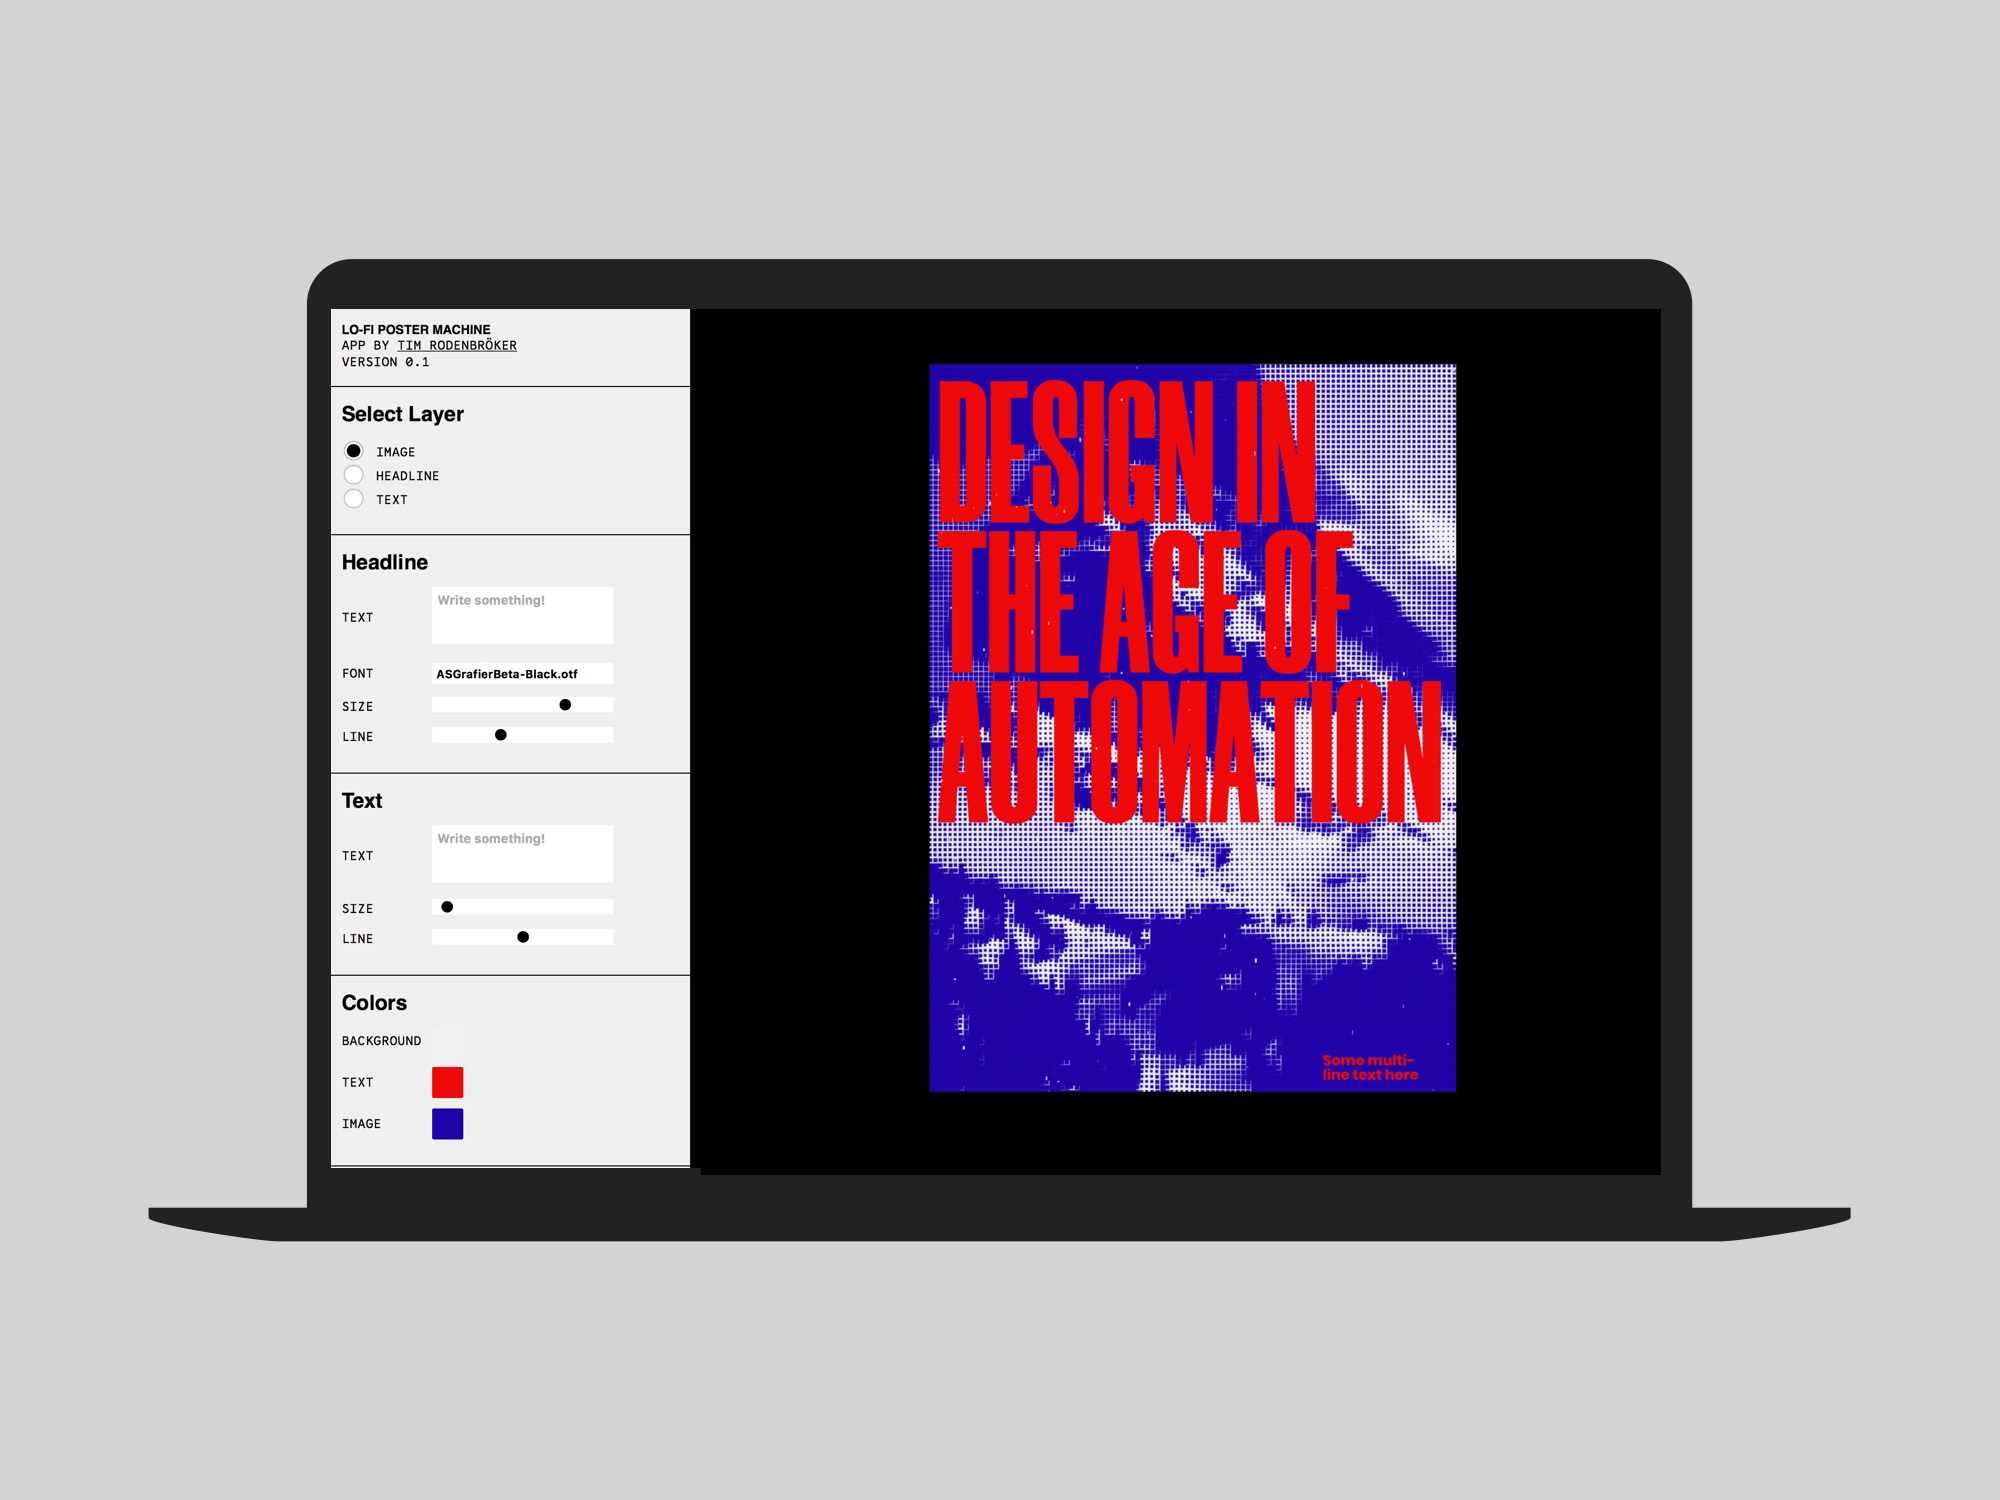 LO-FI POSTER MACHINE
APP BY TIM RODENBRÖKER
VERSION 0.1
Select Layer
IMAGE
HEADLINE
TEXT
Headline
TEXT
Write something!
FONT
ASGrafierBeta-Black.otf
SIZE
LINE
Text
TEXT
Write something!
SIZE
LINE
Colors
BACKGROUND
TEXT
IMAGE
DESIGN IN
THE AGE OF
AUTOMATION
Some multi-
line text here